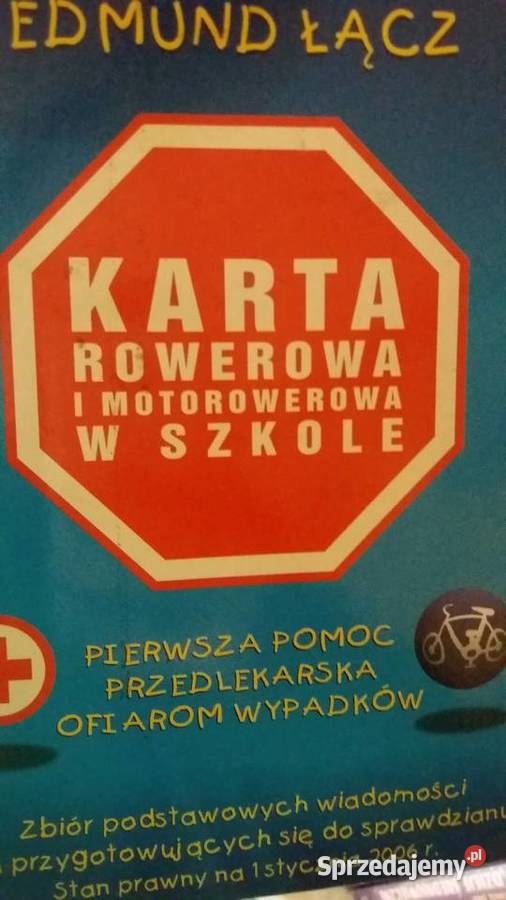 EDMUND ŁĄCZ
KARTA
ROWEROWA
I MOTOROWEROWA
W SZKOLE
PIERWSZA POMOC
PRZEDLEKARSKA
OFIAROM WYPADKÓW
Zbiór podstawowych wiadomości
przygotowujących się do sprawdzianu
Stan prawny na 1 stycznia 2006 r.
Sprzedajemy.pl